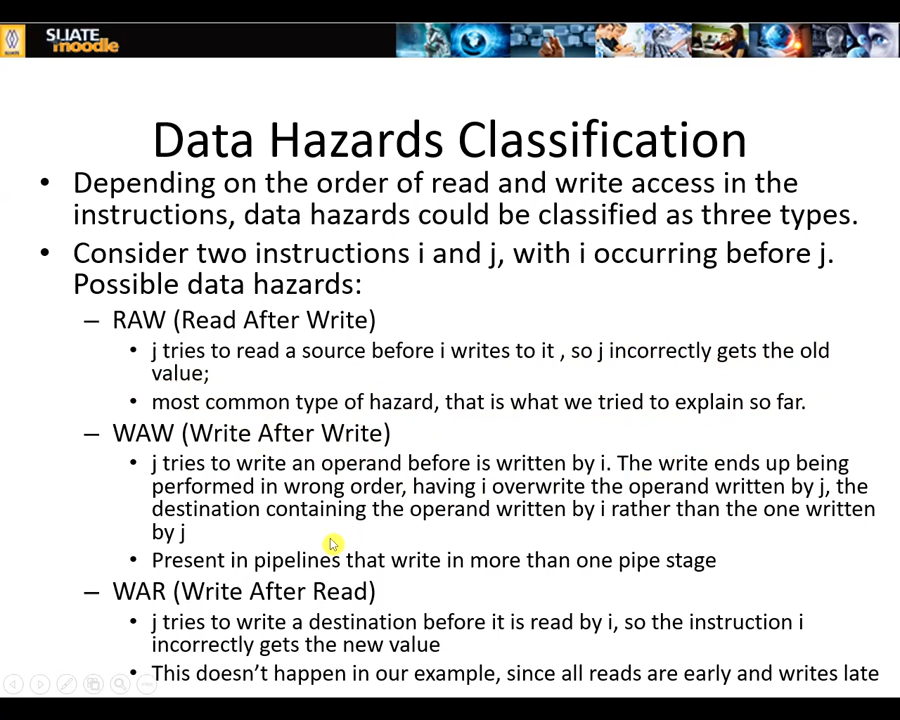 SLIATE
moodle
Data Hazards Classification
• Depending on the order of read and write access in the
instructions, data hazards could be classified as three types.
• Consider two instructions i and j, with i occurring before j.
Possible data hazards:
– RAW (Read After Write)
• j tries to read a source before i writes to it , so j incorrectly gets the old
value;
• most common type of hazard, that is what we tried to explain so far.
– WAW (Write After Write)
• j tries to write an operand before is written by i. The write ends up being
performed in wrong order, having i overwrite the operand written by j, the
destination containing the operand written by i rather than the one written
by j
• Present in pipelines that write in more than one pipe stage
– WAR (Write After Read)
• j tries to write a destination before it is read by i, so the instruction i
incorrectly gets the new value
• This doesn't happen in our example, since all reads are early and writes late